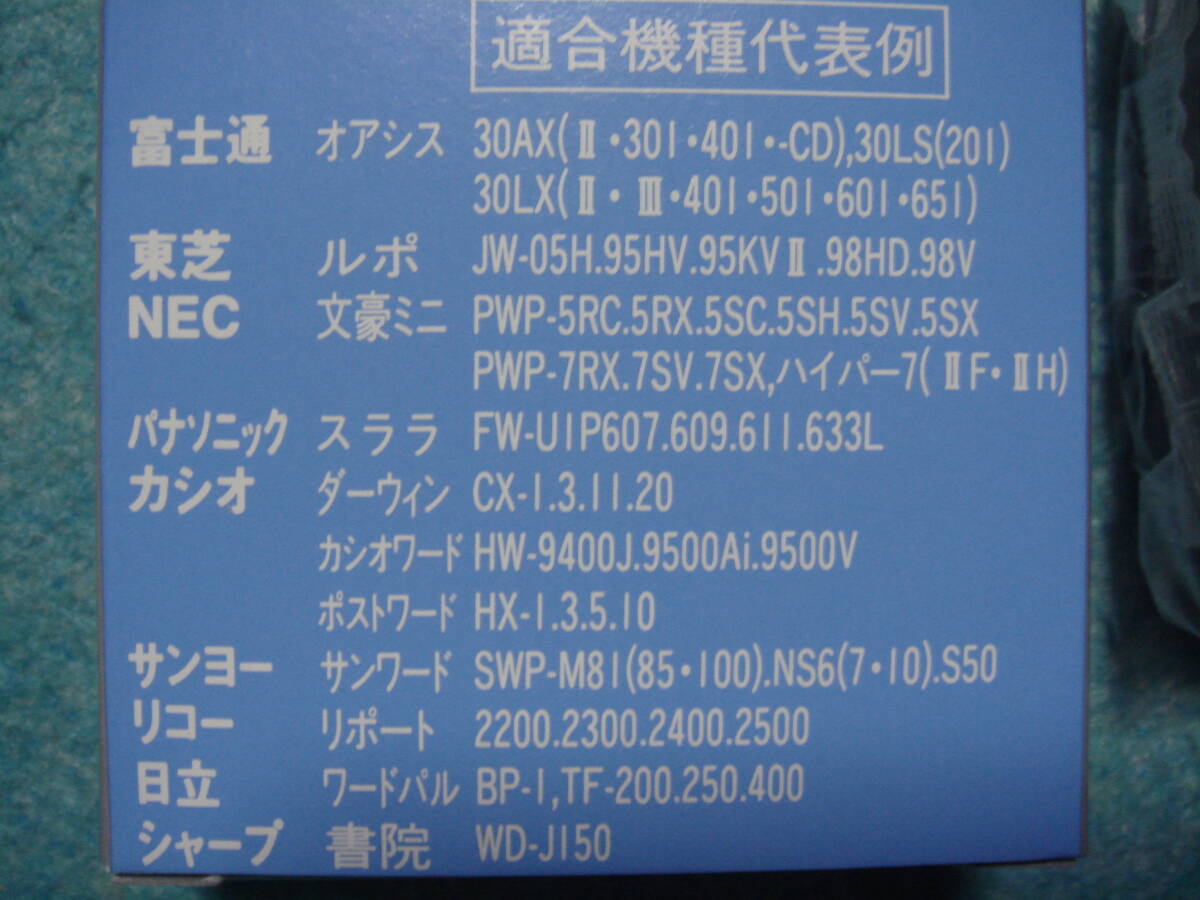 適合機種代表例
富士通 オアシス 30AX(Ⅱ・301・401・-CD),30LS(201)
30LX(Ⅱ・Ⅲ・401・501・601・651)
東芝 ルポ JW-05H.95HV.95KVⅡ.98HD.98V
NEC 文豪ミニ PWP-5RC.5RX.5SC.5SH.5SV.5SX
PWP-7RX.7SV.7SX,ハイパー7(ⅡF・ⅡH)
パナソニック スララ FW-U1P607.609.611.633L
カシオ ダーウィン CX-1.3.11.20
カシオワード HW-9400J.9500Ai.9500V
ポストワード HX-1.3.5.10
サンヨー サンワード SWP-M81(85・100).NS6(7・10).S50
リコー リポート 2200.2300.2400.2500
日立 ワードパル BP-1,TF-200.250.400
シャープ 書院 WD-J150